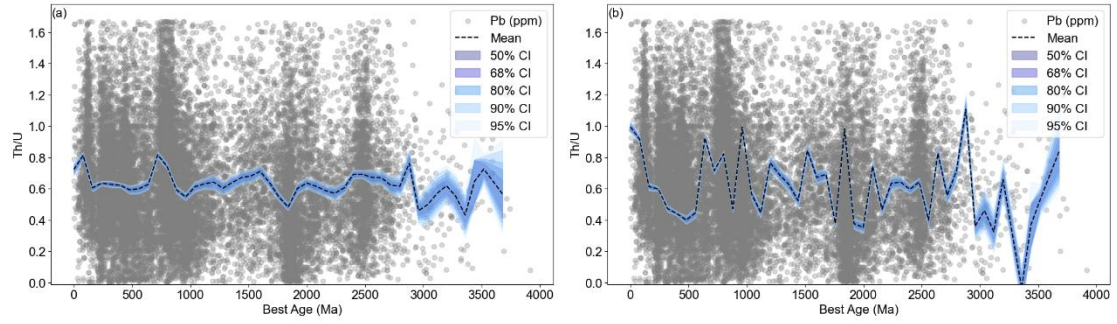 (a)
Pb (ppm)
Mean
50% CI
68% CI
80% CI
90% CI
95% CI
1.6
1.4
1.2
1.0
0.8
0.6
0.4
0.2
0.0
Th/U
0 500 1000 1500 2000 2500 3000 3500 4000
Best Age (Ma)
(b)
Pb (ppm)
Mean
50% CI
68% CI
80% CI
90% CI
95% CI
1.6
1.4
1.2
1.0
0.8
0.6
0.4
0.2
0.0
Th/U
0 500 1000 1500 2000 2500 3000 3500 4000
Best Age (Ma)